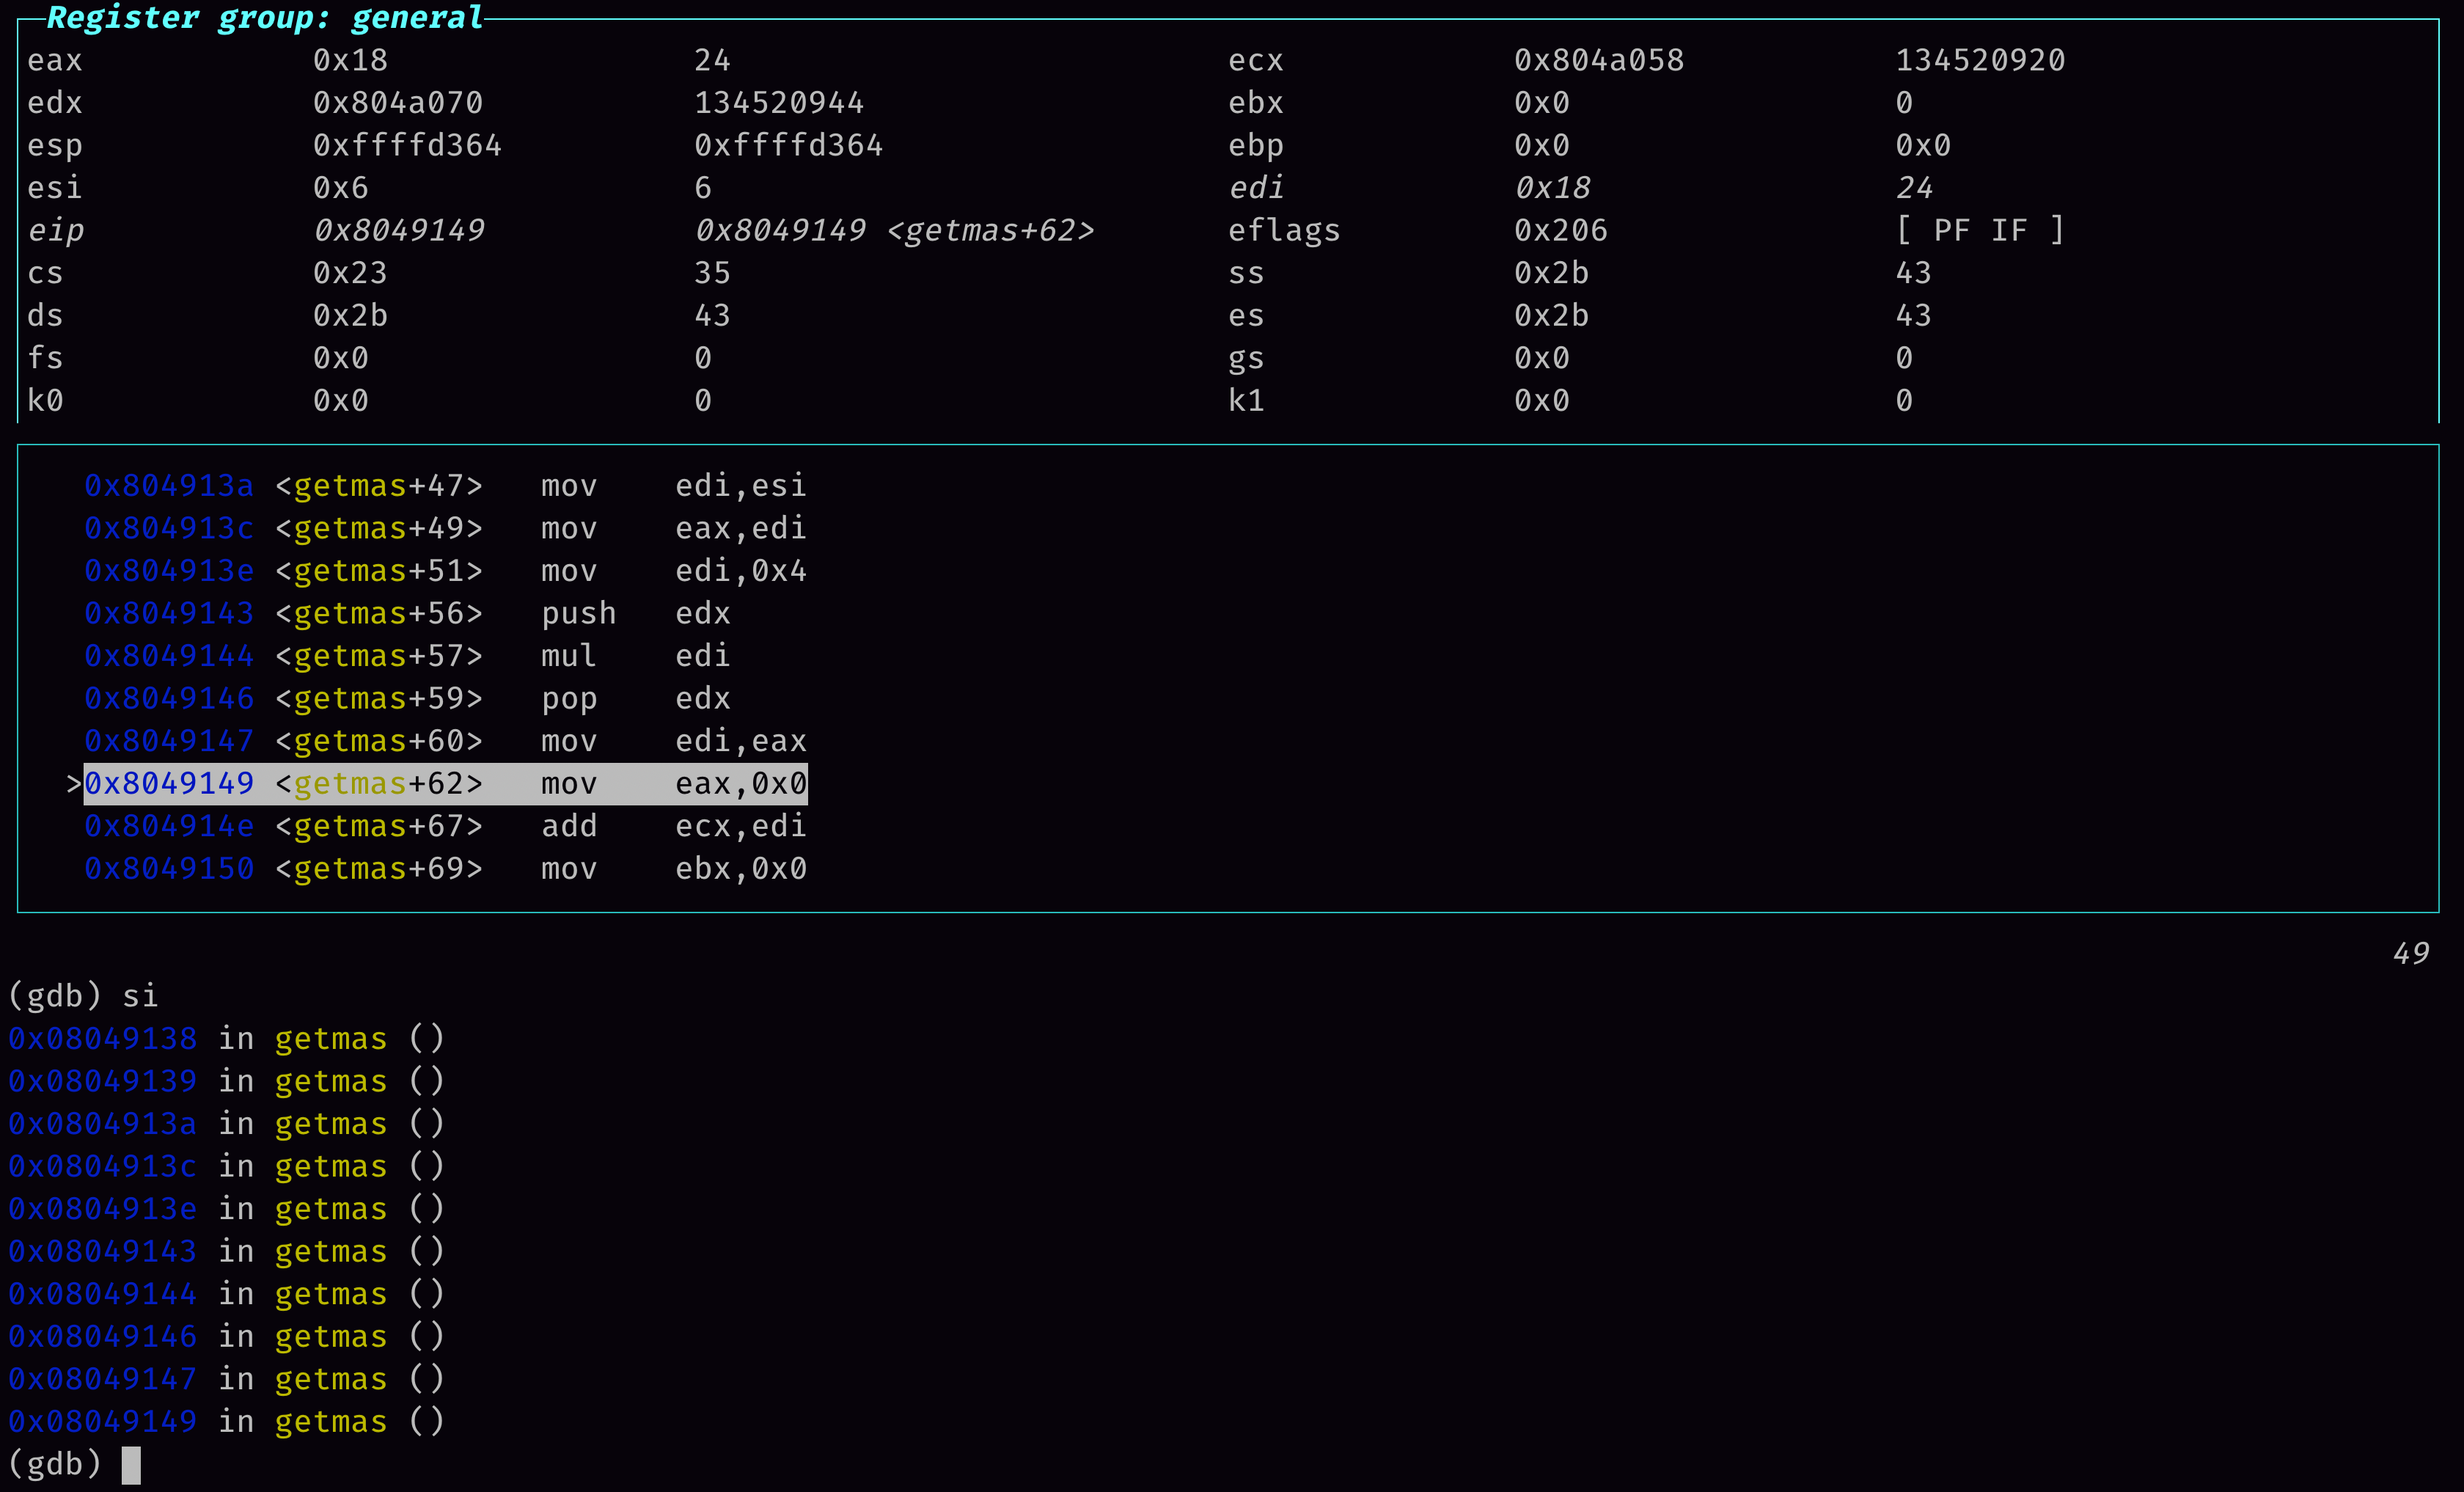 Register group: general
eax 0x18 24 ecx 0x804a058 134520920
edx 0x804a070 134520944 ebx 0x0 0
esp 0xffffd364 0xffffd364 ebp 0x0 0x0
esi 0x6 6 edi 0x18 24
eip 0x8049149 0x8049149 <getmas+62> eflags 0x206 [ PF IF ]
cs 0x23 35 ss 0x2b 43
ds 0x2b 43 es 0x2b 43
fs 0x0 0 gs 0x0 0
k0 0x0 0 k1 0x0 0
0x804913a <getmas+47> mov edi,esi
0x804913c <getmas+49> mov eax,edi
0x804913e <getmas+51> mov edi,0x4
0x8049143 <getmas+56> push edx
0x8049144 <getmas+57> mul edi
0x8049146 <getmas+59> pop edx
0x8049147 <getmas+60> mov edi,eax
>0x8049149 <getmas+62> mov eax,0x0
0x804914e <getmas+67> add ecx,edi
0x8049150 <getmas+69> mov ebx,0x0
49
(gdb) si
0x08049138 in getmas ()
0x08049139 in getmas ()
0x0804913a in getmas ()
0x0804913c in getmas ()
0x0804913e in getmas ()
0x08049143 in getmas ()
0x08049144 in getmas ()
0x08049146 in getmas ()
0x08049147 in getmas ()
0x08049149 in getmas ()
(gdb)